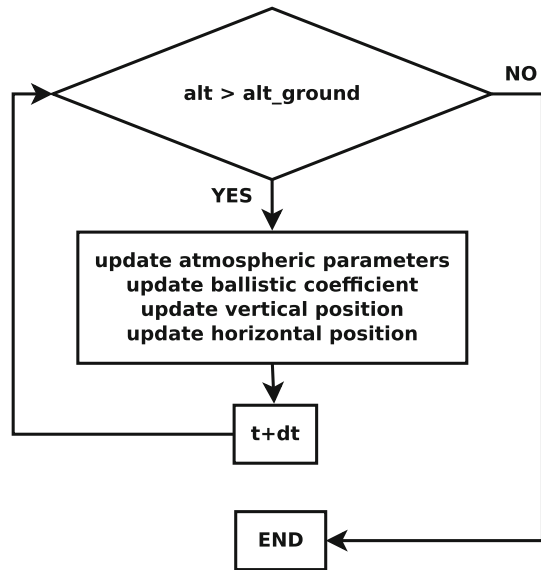 alt > alt_ground
NO
YES
update atmospheric parameters
update ballistic coefficient
update vertical position
update horizontal position
t+dt
END